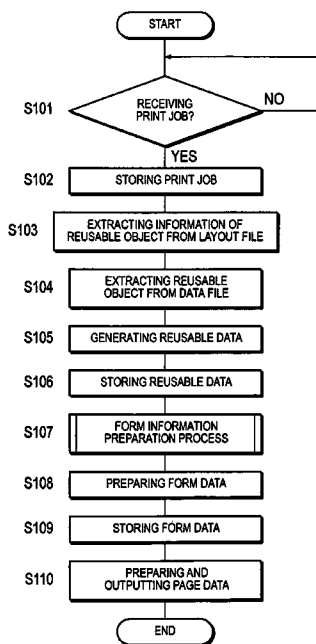 START
S101
RECEIVING
PRINT JOB?
NO
YES
S102
STORING PRINT JOB
S103
EXTRACTING INFORMATION OF
REUSABLE OBJECT FROM LAYOUT FILE
S104
EXTRACTING REUSABLE
OBJECT FROM DATA FILE
S105
GENERATING REUSABLE DATA
S106
STORING REUSABLE DATA
S107
FORM INFORMATION
PREPARATION PROCESS
S108
PREPARING FORM DATA
S109
STORING FORM DATA
S110
PREPARING AND
OUTPUTTING PAGE DATA
END